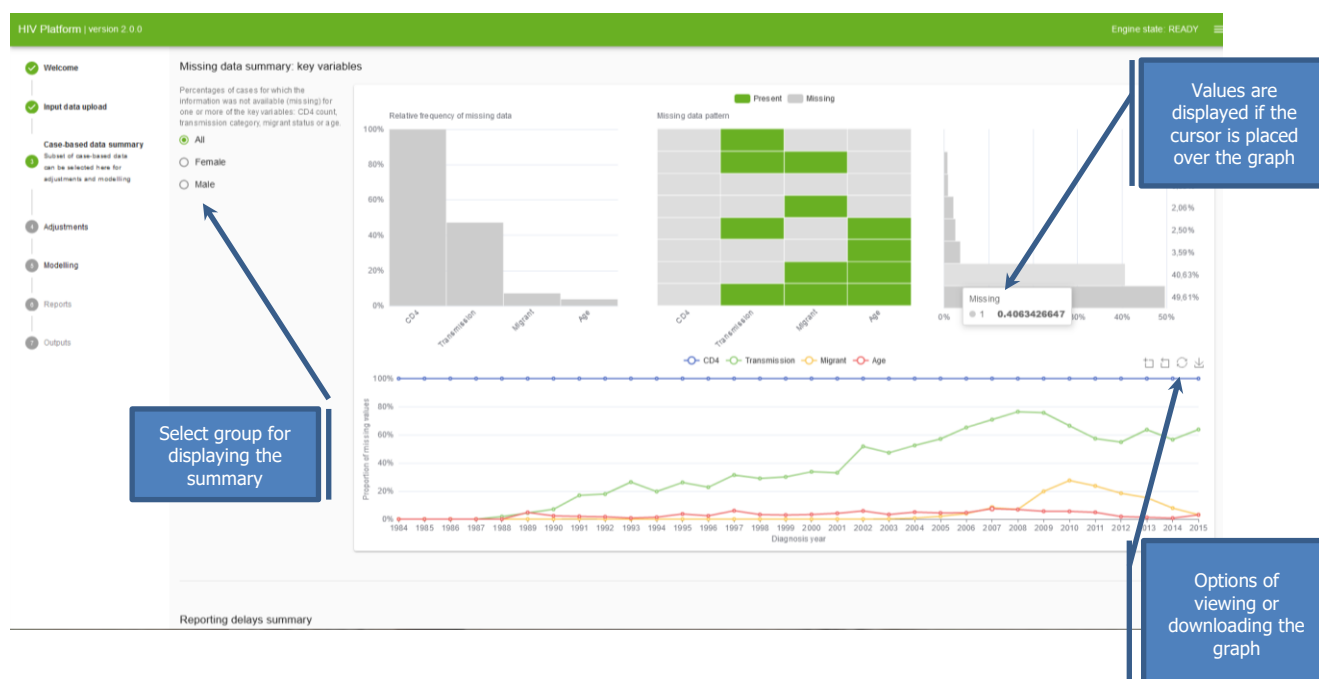 HIV Platform | version 2.0.0
Engine state: READY
Welcome
Input data upload
3
Case-based data summary
Subset of case-based data
can be selected here for
adjustments and modelling
4
Adjustments
5
Modelling
6
Reports
7
Outputs
Missing data summary: key variables
Percentages of cases for which the
information was not available (missing) for
one or more of the key variables: CD4 count,
transmission category, migrant status or age.
All
Female
Male
Present
Missing
Relative frequency of missing data
100%
80%
60%
40%
20%
0%
CD4
Transmission
Migrant
Age
Missing data pattern
CD4
Transmission
Migrant
Age
2,06%
2,50%
3,59%
40,63%
49,61%
0%
30%
40%
50%
Missing
1 0.4063426647
CD4
Transmission
Migrant
Age
Proportion of missing values
100%
80%
60%
40%
20%
0%
1984 1985 1986 1987 1988 1989 1990 1991 1992 1993 1994 1995 1996 1997 1998 1999 2000 2001 2002 2003 2004 2005 2006 2007 2008 2009 2010 2011 2012 2013 2014 2015
Diagnosis year
Reporting delays summary
Values are
displayed if the
cursor is placed
over the graph
Select group for
displaying the
summary
Options of
viewing or
downloading the
graph